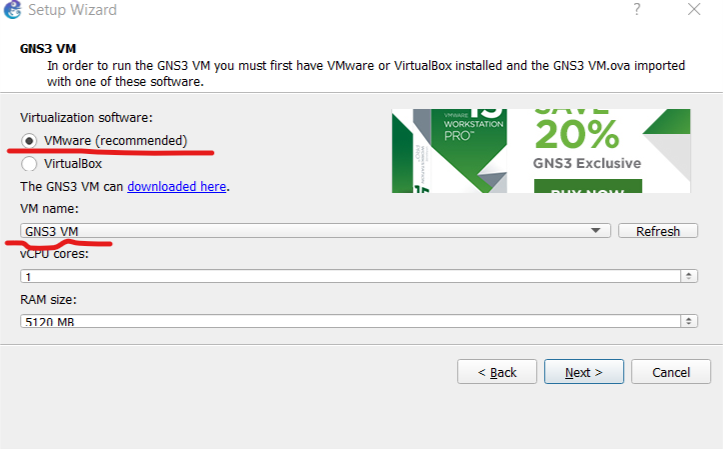 Setup Wizard
?
GNS3 VM
In order to run the GNS3 VM you must first have VMware or VirtualBox installed and the GNS3 VM.ova imported
with one of these software.
Virtualization software:
VMware (recommended)
VirtualBox
The GNS3 VM can downloaded here.
VMWARE
WORKSTATION
PRO™
SAVE
20%
GNS3 Exclusive
BUY NOW
VM name:
GNS3 VM
Refresh
vCPU cores:
1
RAM size:
5120 MB
< Back
Next >
Cancel